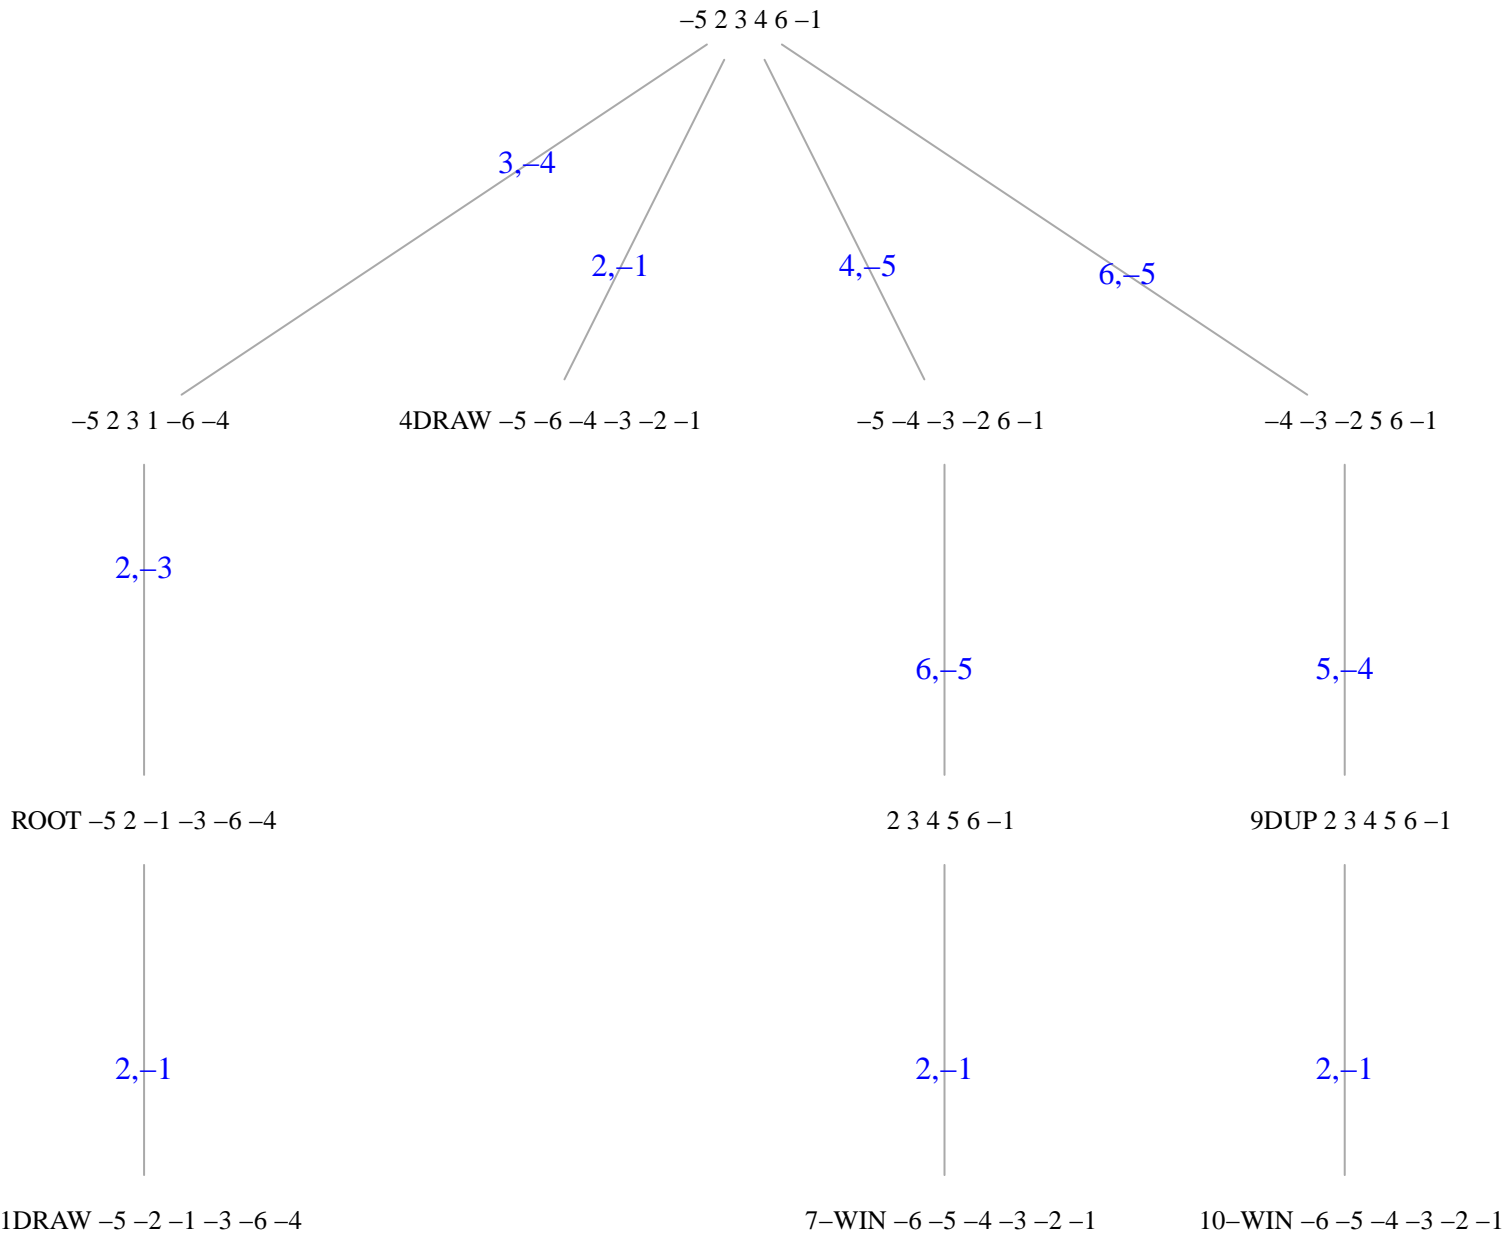 –5 2 3 4 6 –1
3,–4
2,–1
4,–5
6,–5
–5 2 3 1 –6 –4
4DRAW –5 –6 –4 –3 –2 –1
–5 –4 –3 –2 6 –1
–4 –3 –2 5 6 –1
2,–3
6,–5
5,–4
ROOT –5 2 –1 –3 –6 –4
2 3 4 5 6 –1
9DUP 2 3 4 5 6 –1
2,–1
2,–1
2,–1
1DRAW –5 –2 –1 –3 –6 –4
7–WIN –6 –5 –4 –3 –2 –1
10–WIN –6 –5 –4 –3 –2 –1